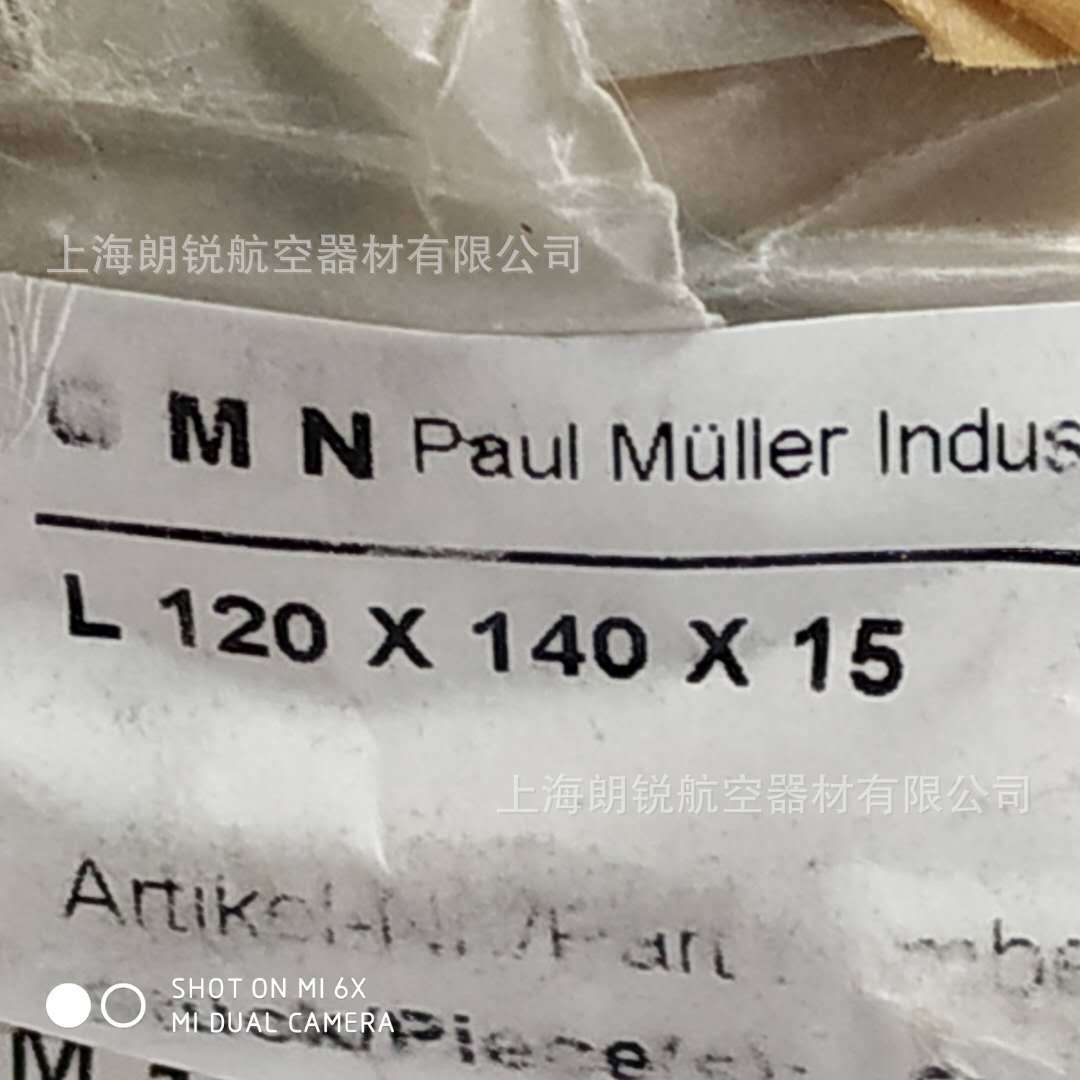 上海朗锐航空器材有限公司
M N Paul Müller Indus
L 120 X 140 X 15
上海朗锐航空器材有限公司
SHOT ON MI 6X
MI DUAL CAMERA